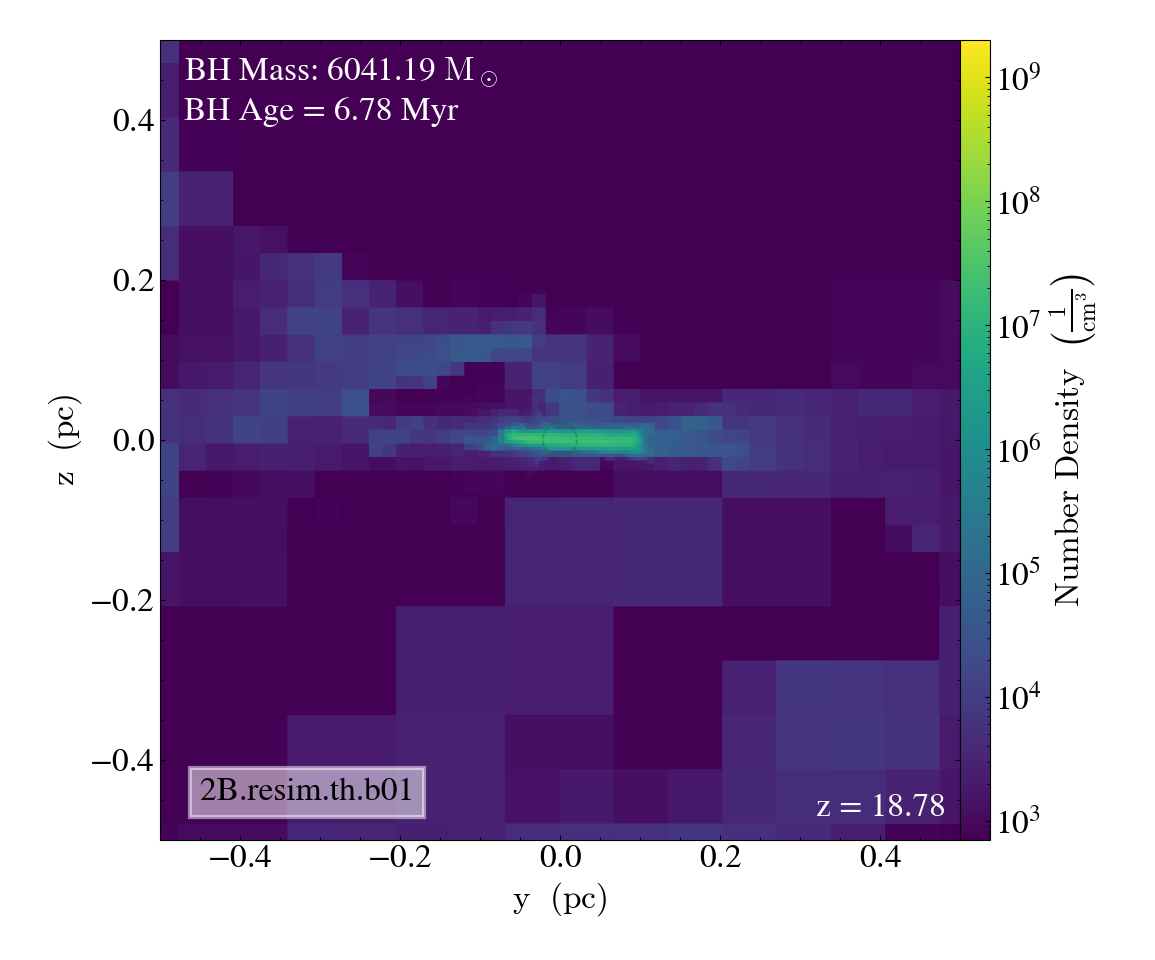 BH Mass: 6041.19 M⊙
BH Age = 6.78 Myr
0.4
0.2
0.0
−0.2
−0.4
z (pc)
2B.resim.th.b01
z = 18.78
−0.4 −0.2 0.0 0.2 0.4
y (pc)
10⁹
10⁸
10⁷
10⁶
10⁵
10⁴
10³
Number Density (1/cm³)